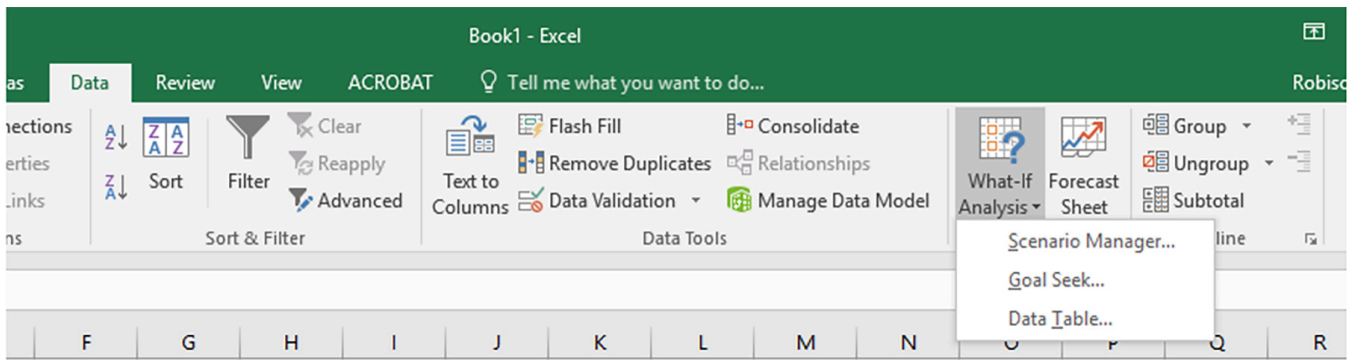 Book1 - Excel
as Data Review View ACROBAT Tell me what you want to do... Robisc
nections Clear Flash Fill Consolidate Group
erties Sort Filter Reapply Text to Columns Remove Duplicates Relationships What-If Analysis Forecast Sheet Ungroup
Links Advanced Data Validation Manage Data Model Subtotal
ns Sort & Filter Data Tools line
Scenario Manager...
Goal Seek...
Data Table...
F G H I J K L M N O P Q R